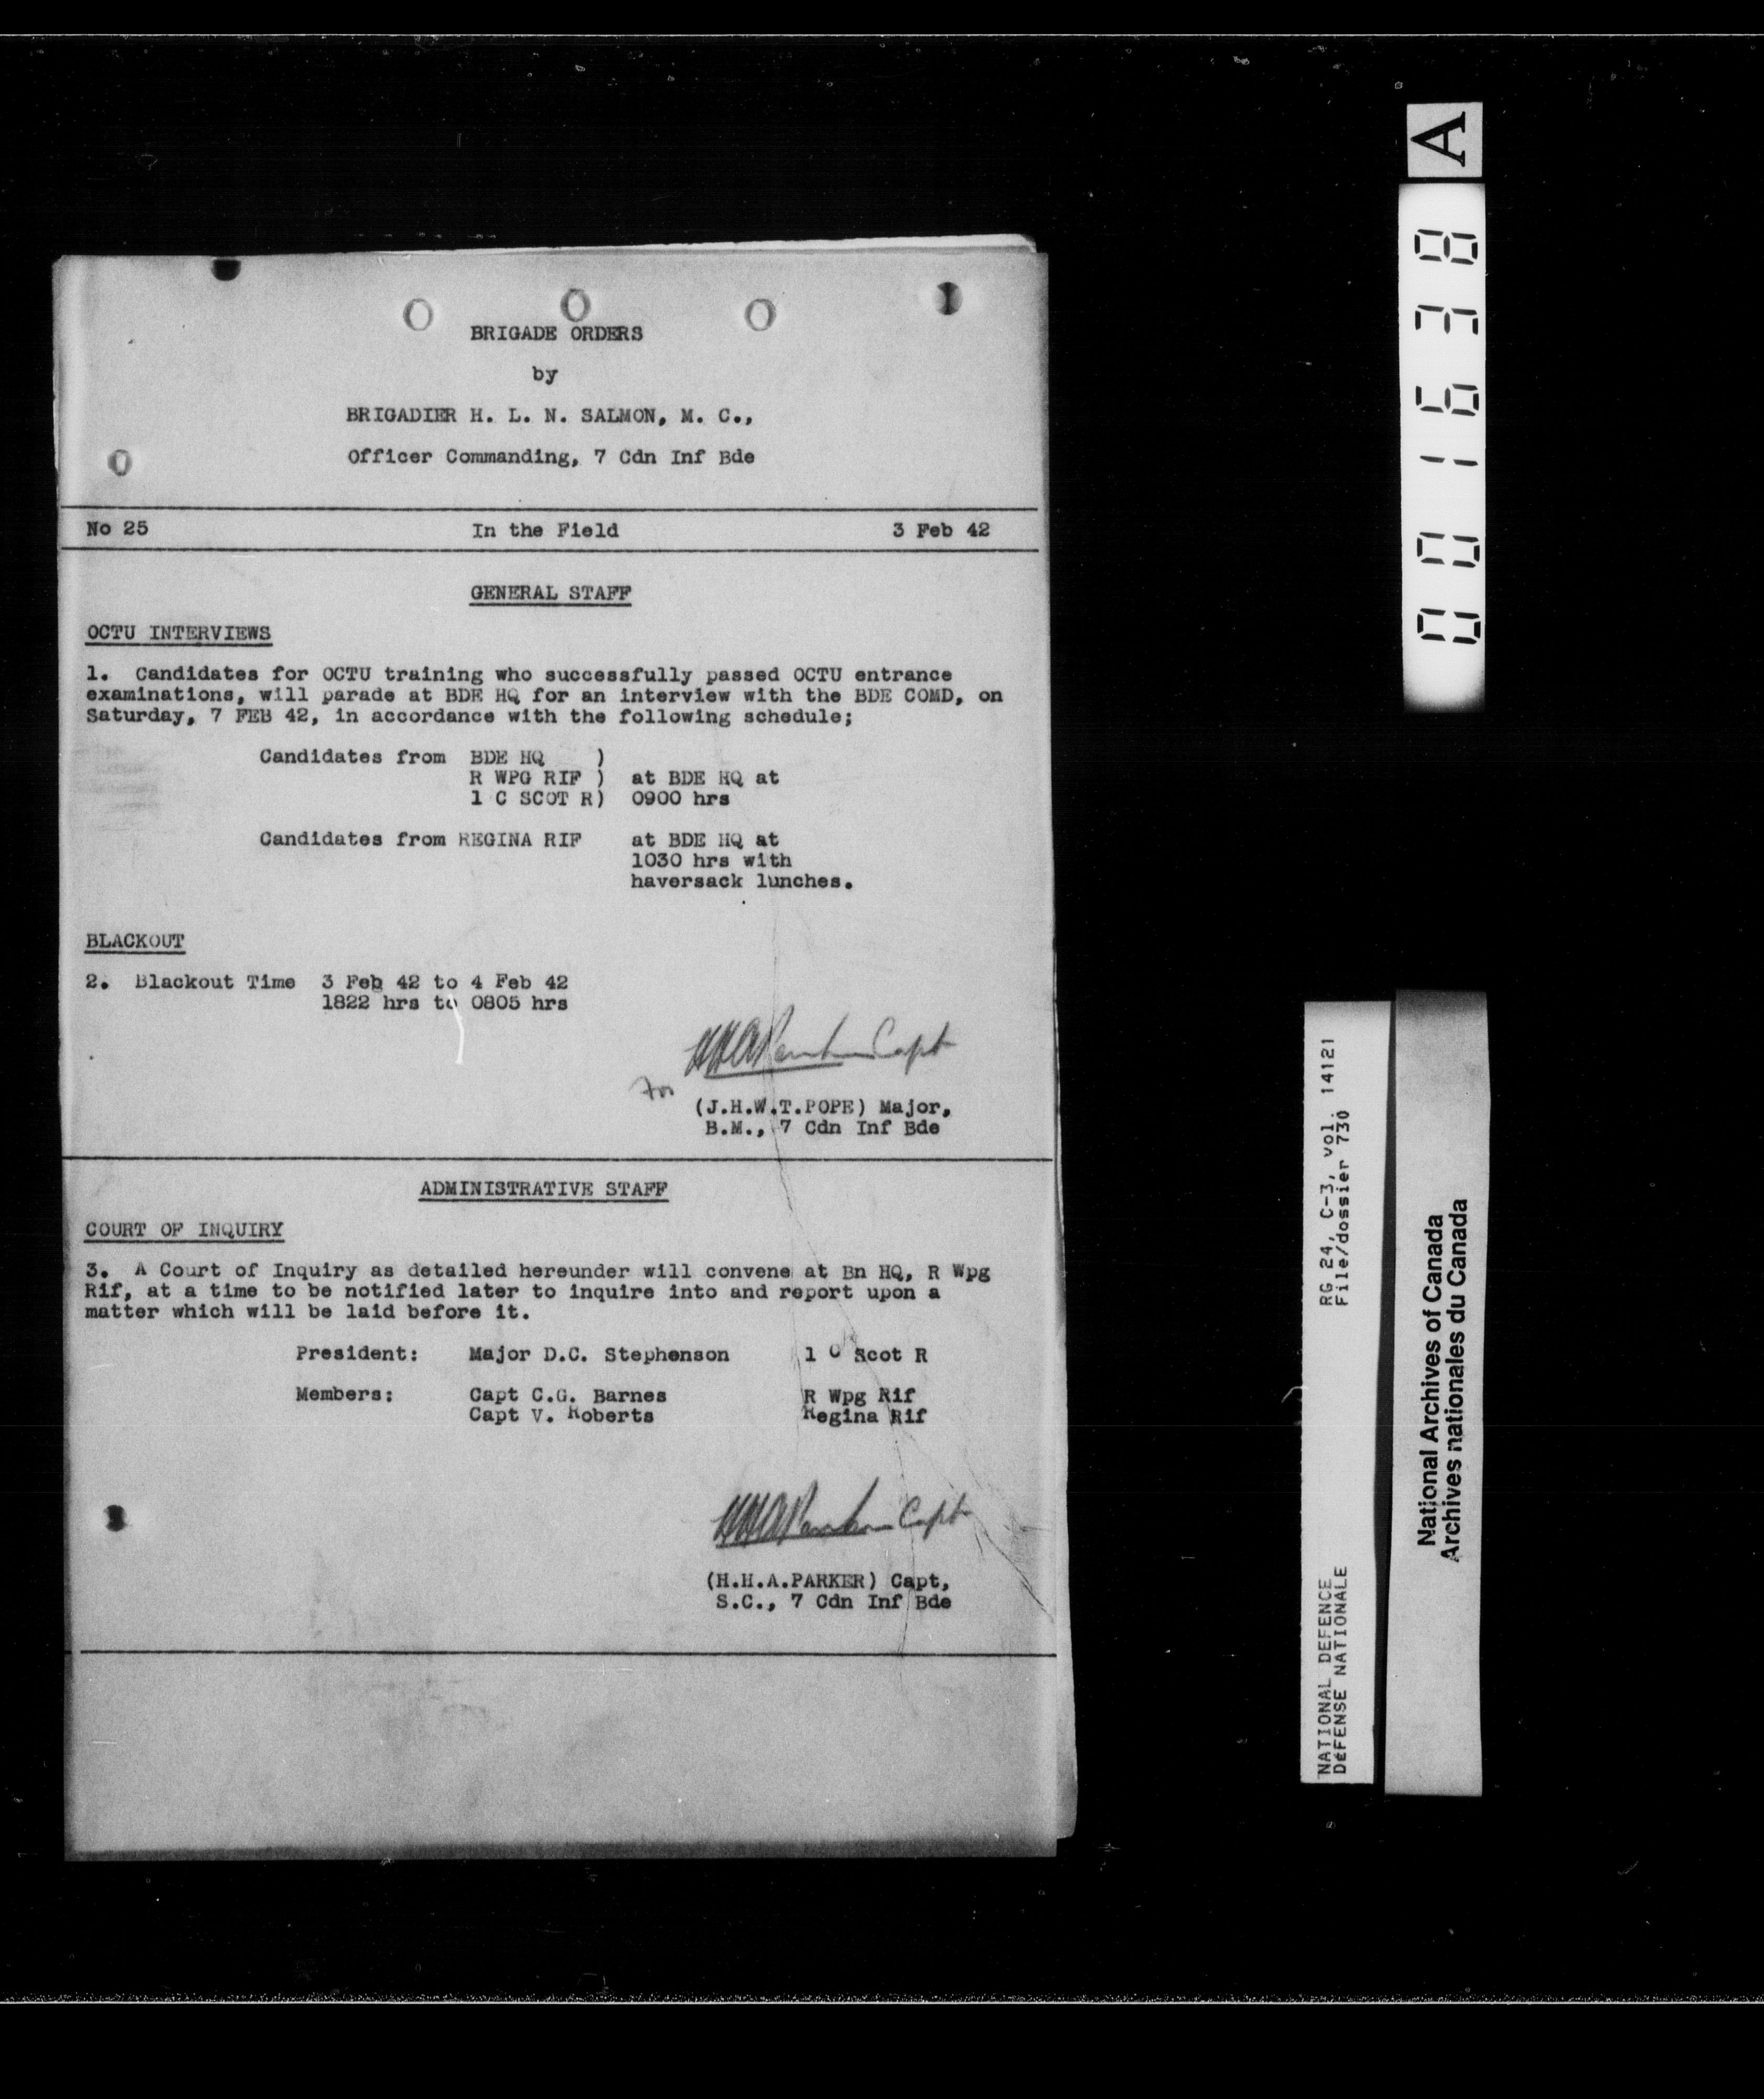 BRIGADE ORDERS
by
BRIGADIER H. L. N. SALMON, M. C.,
Officer Commanding, 7 Cdn Inf Bde
No 25 In the Field 3 Feb 42
GENERAL STAFF
OCTU INTERVIEWS
1. Candidates for OCTU training who successfully passed OCTU entrance
examinations, will parade at BDE HQ for an interview with the BDE COMD, on
Saturday, 7 FEB 42, in accordance with the following schedule;
Candidates from BDE HQ )
R WPG RIF ) at BDE HQ at
1 C SCOT R) 0900 hrs
Candidates from REGINA RIF at BDE HQ at
1030 hrs with
haversack lunches.
BLACKOUT
2. Blackout Time 3 Feb 42 to 4 Feb 42
1822 hrs to 0805 hrs
HHA Parker Capt
for
(J.H.W.T.POPE) Major,
B.M., 7 Cdn Inf Bde
ADMINISTRATIVE STAFF
COURT OF INQUIRY
3. A Court of Inquiry as detailed hereunder will convene at Bn HQ, R Wpg
Rif, at a time to be notified later to inquire into and report upon a
matter which will be laid before it.
President: Major D.C. Stephenson 1 C Scot R
Members: Capt C.G. Barnes R Wpg Rif
Capt V. Roberts Regina Rif
HHA Parker Capt
(H.H.A.PARKER) Capt,
S.C., 7 Cdn Inf Bde
A
001638
NATIONAL DEFENCE RG 24, C-3, vol. 14121
DéFENSE NATIONALE File/dossier 730
National Archives of Canada
Archives nationales du Canada